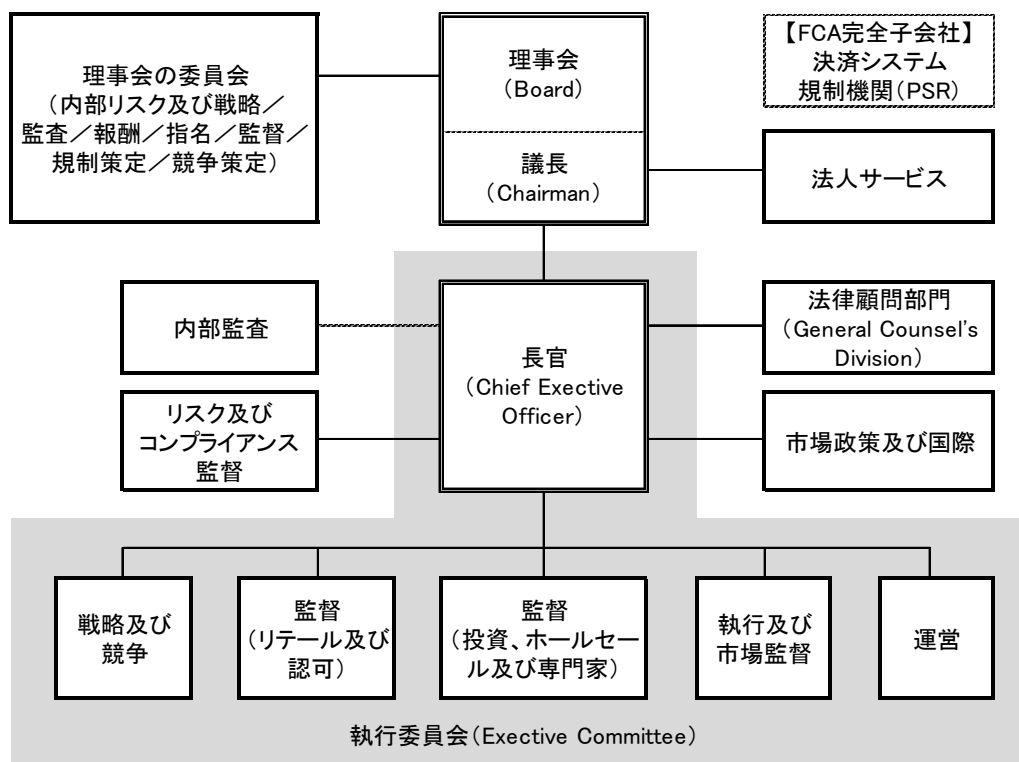 理事会の委員会
（内部リスク及び戦略／
監査／報酬／指名／監督／
規制策定／競争策定）
理事会
（Board）
議長
（Chairman）
【FCA完全子会社】
決済システム
規制機関（PSR）
法人サービス
内部監査
長官
（Chief Exective
Officer）
法律顧問部門
（General Counsel's
Division）
リスク及び
コンプライアンス
監督
市場政策及び国際
戦略及び
競争
監督
（リテール及び
認可）
監督
（投資、ホールセー
ル及び専門家）
執行及び
市場監督
運営
執行委員会（Exective Committee）